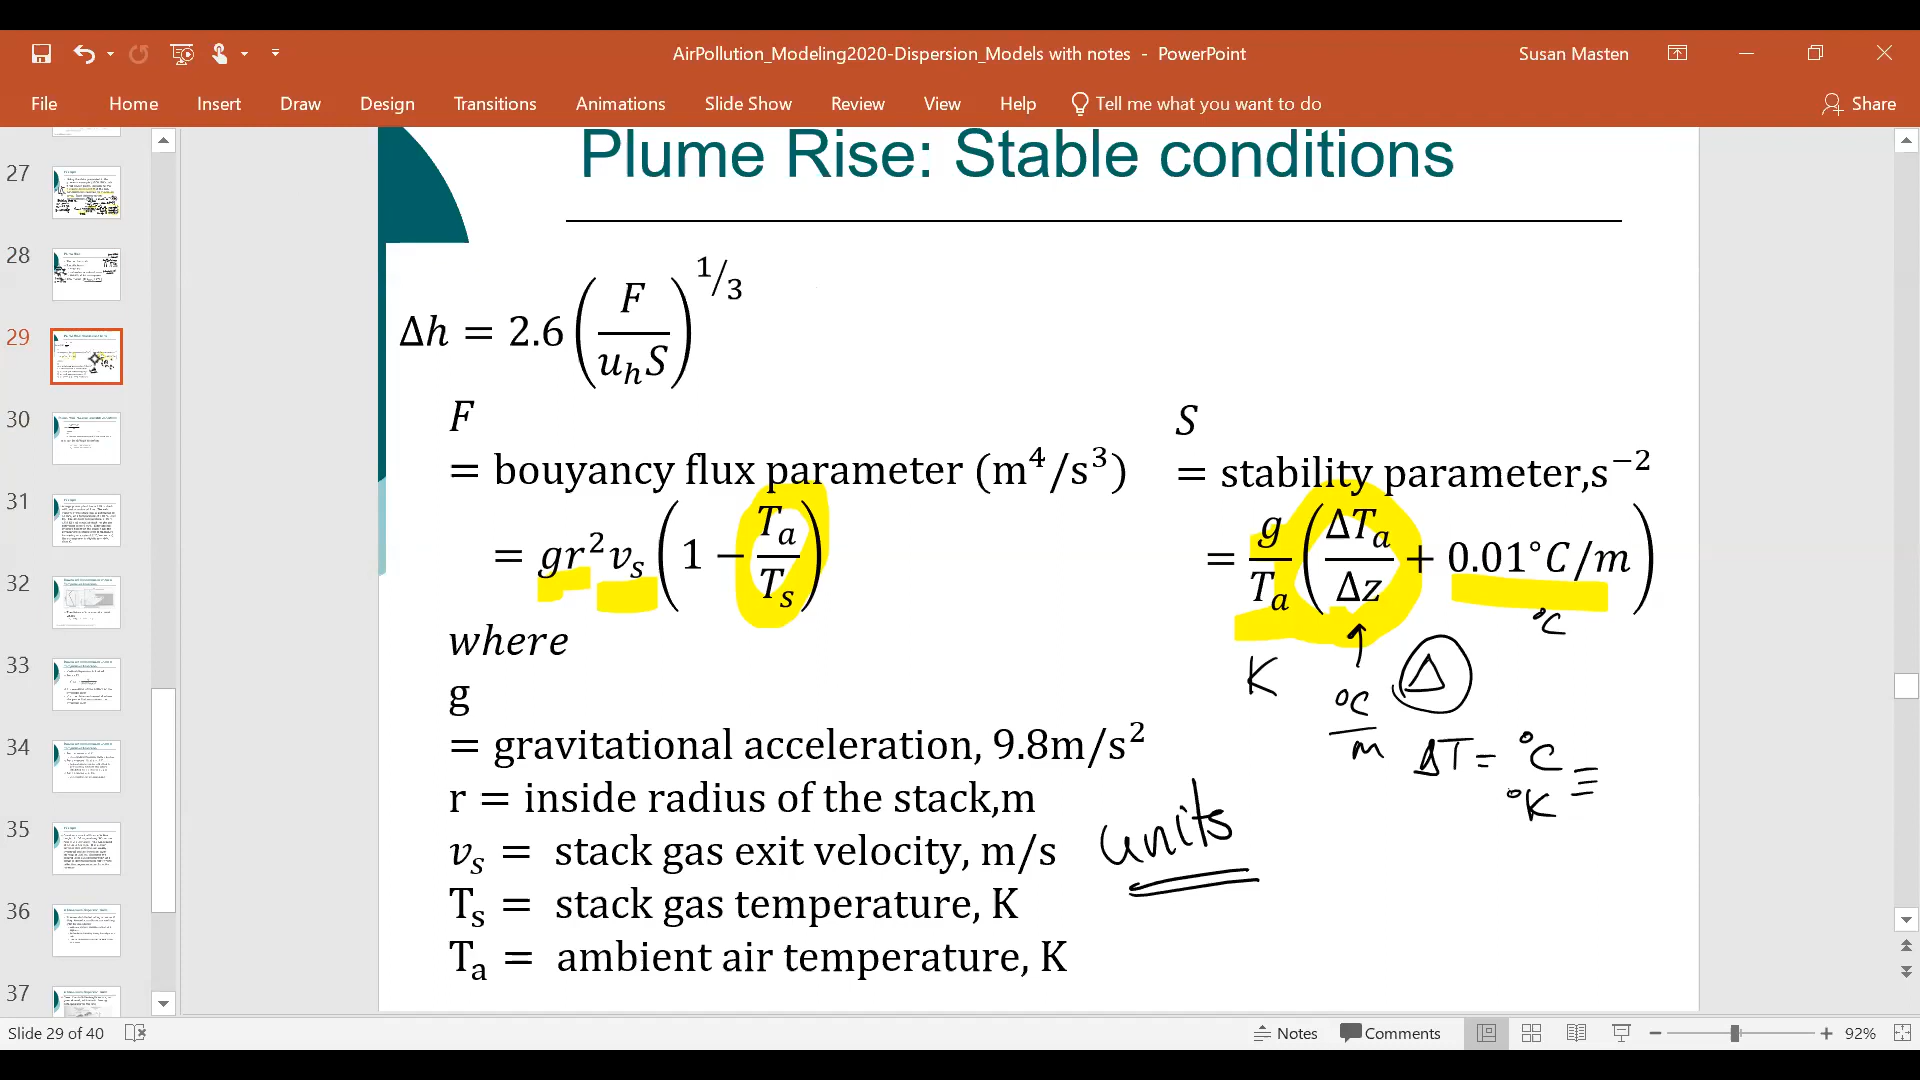 AirPollution_Modeling2020-Dispersion_Models with notes - PowerPoint
Susan Masten
File Home Insert Draw Design Transitions Animations Slide Show Review View Help Tell me what you want to do Share
27
28
29
30
31
32
33
34
35
36
37
Plume Rise: Stable conditions
Δh = 2.6 (F / u_h S)^1/3
F
= bouyancy flux parameter (m⁴/s³)
= gr²v_s (1 − T_a / T_s)
S
= stability parameter,s⁻²
= g / T_a (ΔT_a / Δz + 0.01°C/m)
°C
K
°C / m
Δ
ΔT = °C
°K ≡
where
g
= gravitational acceleration, 9.8m/s²
r = inside radius of the stack,m
v_s = stack gas exit velocity, m/s
units
T_s = stack gas temperature, K
T_a = ambient air temperature, K
Slide 29 of 40
Notes Comments 92%